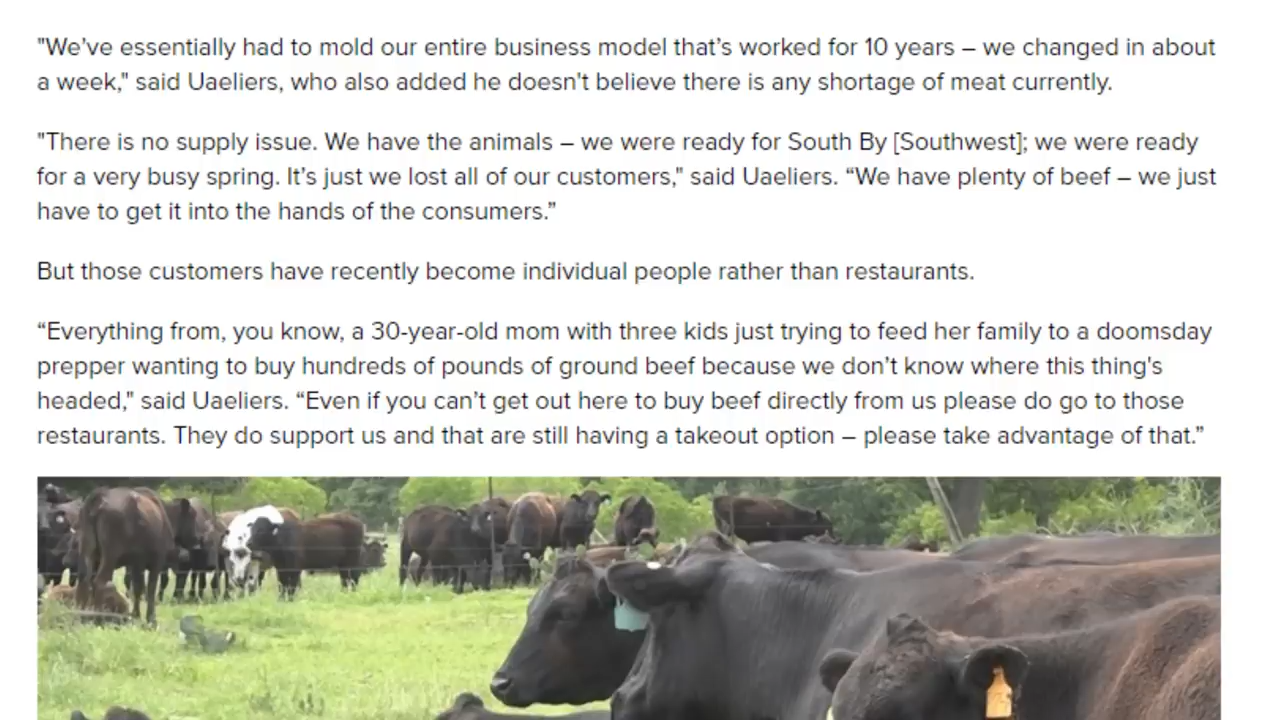 "We've essentially had to mold our entire business model that’s worked for 10 years – we changed in about
a week," said Uaeliers, who also added he doesn't believe there is any shortage of meat currently.
"There is no supply issue. We have the animals – we were ready for South By [Southwest]; we were ready
for a very busy spring. It’s just we lost all of our customers," said Uaeliers. “We have plenty of beef – we just
have to get it into the hands of the consumers.”
But those customers have recently become individual people rather than restaurants.
“Everything from, you know, a 30-year-old mom with three kids just trying to feed her family to a doomsday
prepper wanting to buy hundreds of pounds of ground beef because we don’t know where this thing's
headed," said Uaeliers. “Even if you can’t get out here to buy beef directly from us please do go to those
restaurants. They do support us and that are still having a takeout option – please take advantage of that.”